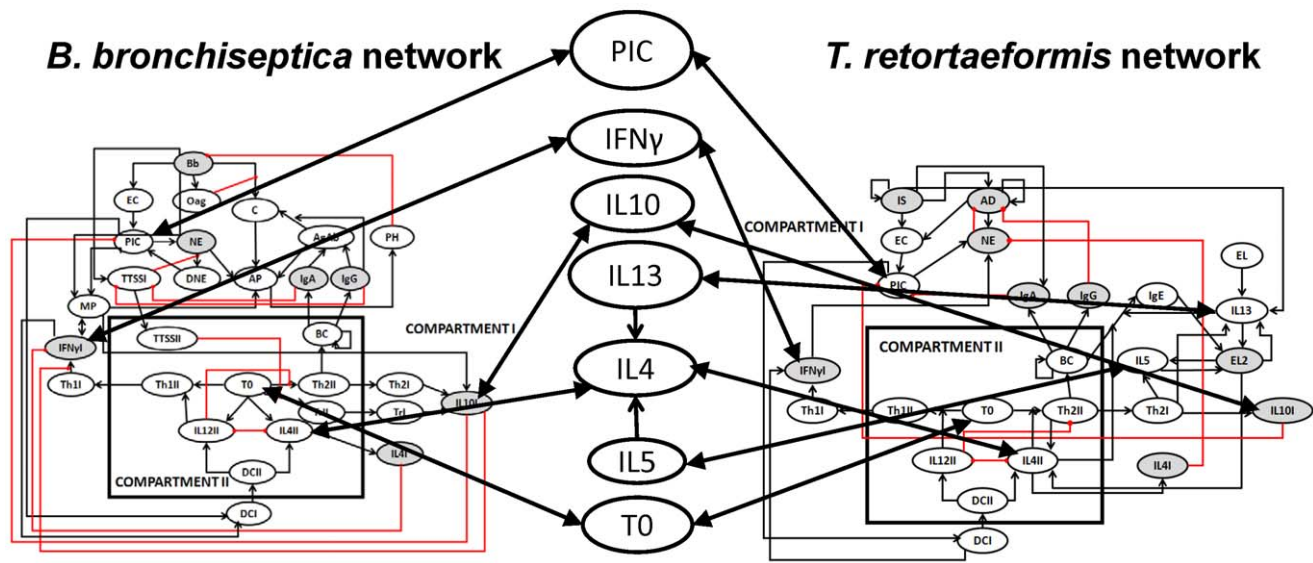 B. bronchiseptica network
PIC
T. retortaeformis network
IFNγ
IL10
IL13
IL4
IL5
T0
COMPARTMENT I
Bb
EC
Oag
C
PIC
NE
AgAb
PH
TTSSI
DNE
AP
IgA
IgG
MP
TTSSII
BC
IFNγI
Th1I
Th1II
T0
Th2II
Th2I
IL10I
TrII
TrI
IL12II
IL4II
IL4I
DCII
COMPARTMENT II
DCI
COMPARTMENT I
IS
AD
EC
NE
EL
PIC
IgA
IgG
IgE
IL13
COMPARTMENT II
IFNγI
BC
IL5
EL2
Th1I
Th1II
T0
Th2II
Th2I
IL10I
IL12II
IL4II
IL4I
DCII
DCI